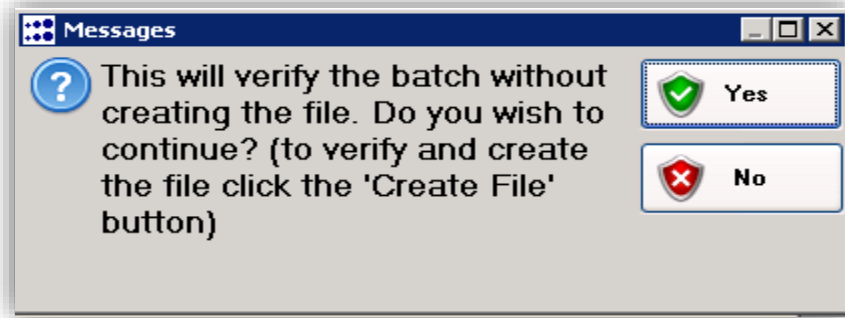 Messages
This will verify the batch without
creating the file. Do you wish to
continue? (to verify and create
the file click the 'Create File'
button)
Yes
No